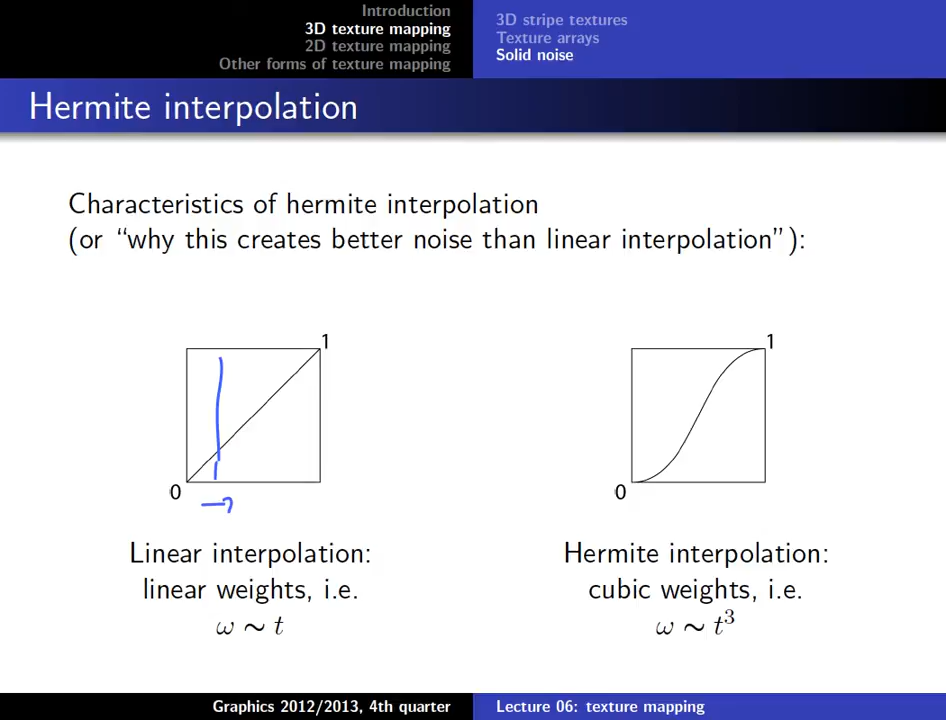 Introduction
3D texture mapping
2D texture mapping
Other forms of texture mapping
3D stripe textures
Texture arrays
Solid noise
Hermite interpolation
Characteristics of hermite interpolation
(or “why this creates better noise than linear interpolation”):
1
0
1
0
Linear interpolation:
linear weights, i.e.
ω ∼ t
Hermite interpolation:
cubic weights, i.e.
ω ∼ t³
Graphics 2012/2013, 4th quarter
Lecture 06: texture mapping